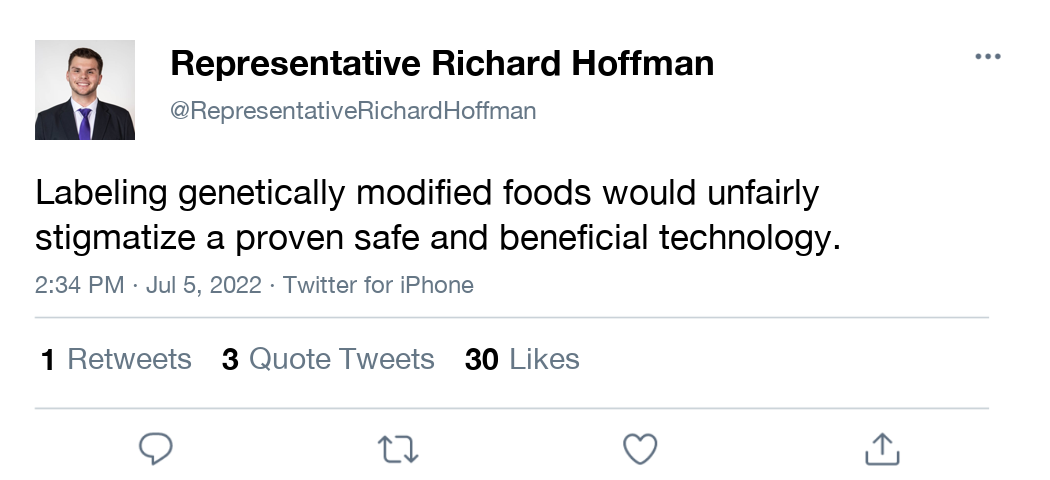 Representative Richard Hoffman
@RepresentativeRichardHoffman
Labeling genetically modified foods would unfairly
stigmatize a proven safe and beneficial technology.
2:34 PM · Jul 5, 2022 · Twitter for iPhone
1 Retweets 3 Quote Tweets 30 Likes